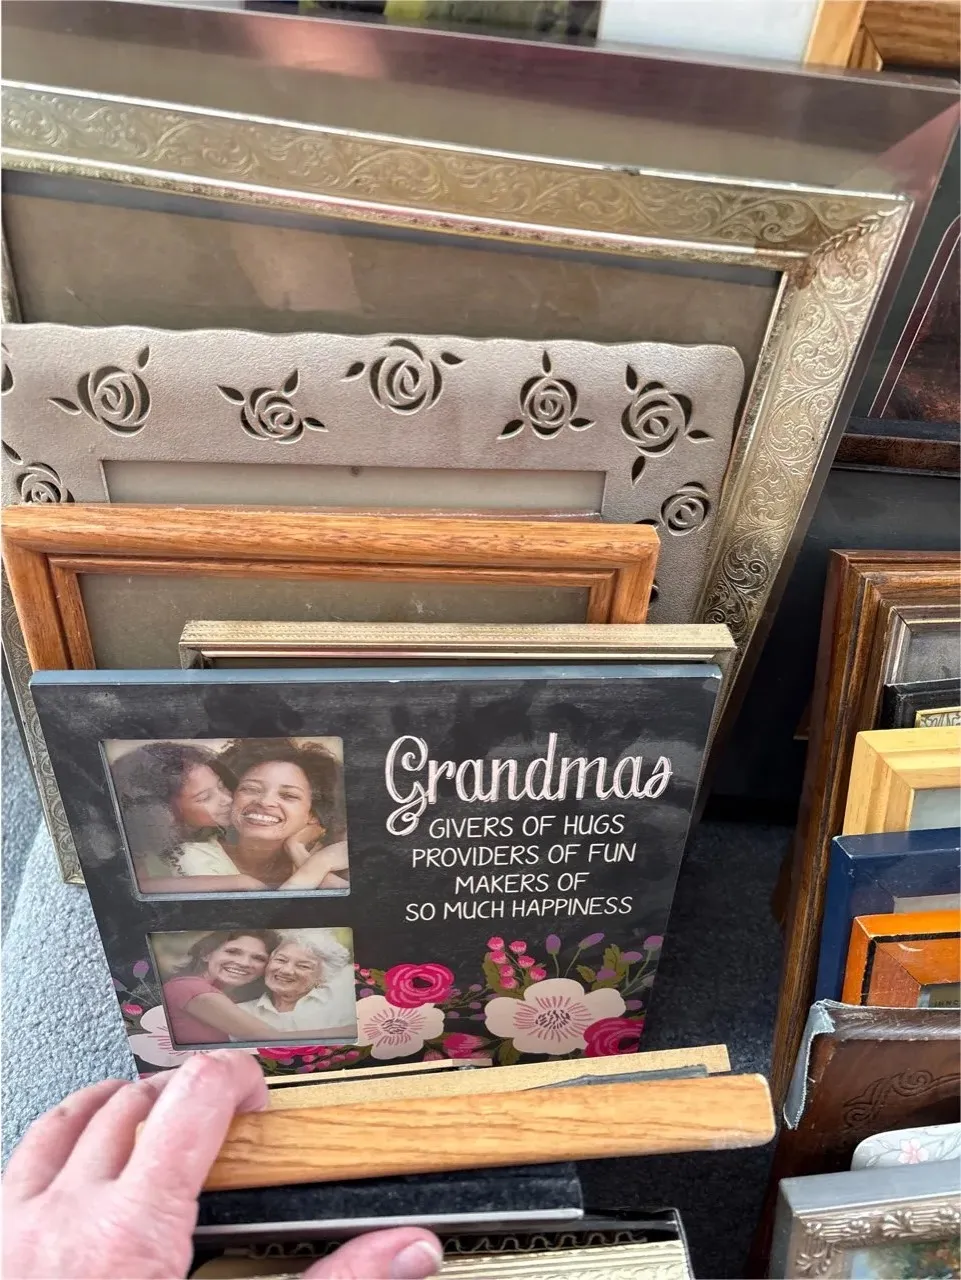 Grandmas
GIVERS OF HUGS
PROVIDERS OF FUN
MAKERS OF
SO MUCH HAPPINESS